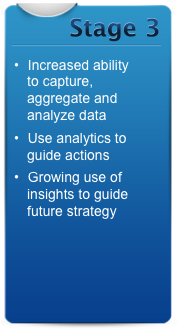 Stage 3
• Increased ability
to capture,
aggregate and
analyze data
• Use analytics to
guide actions
• Growing use of
insights to guide
future strategy